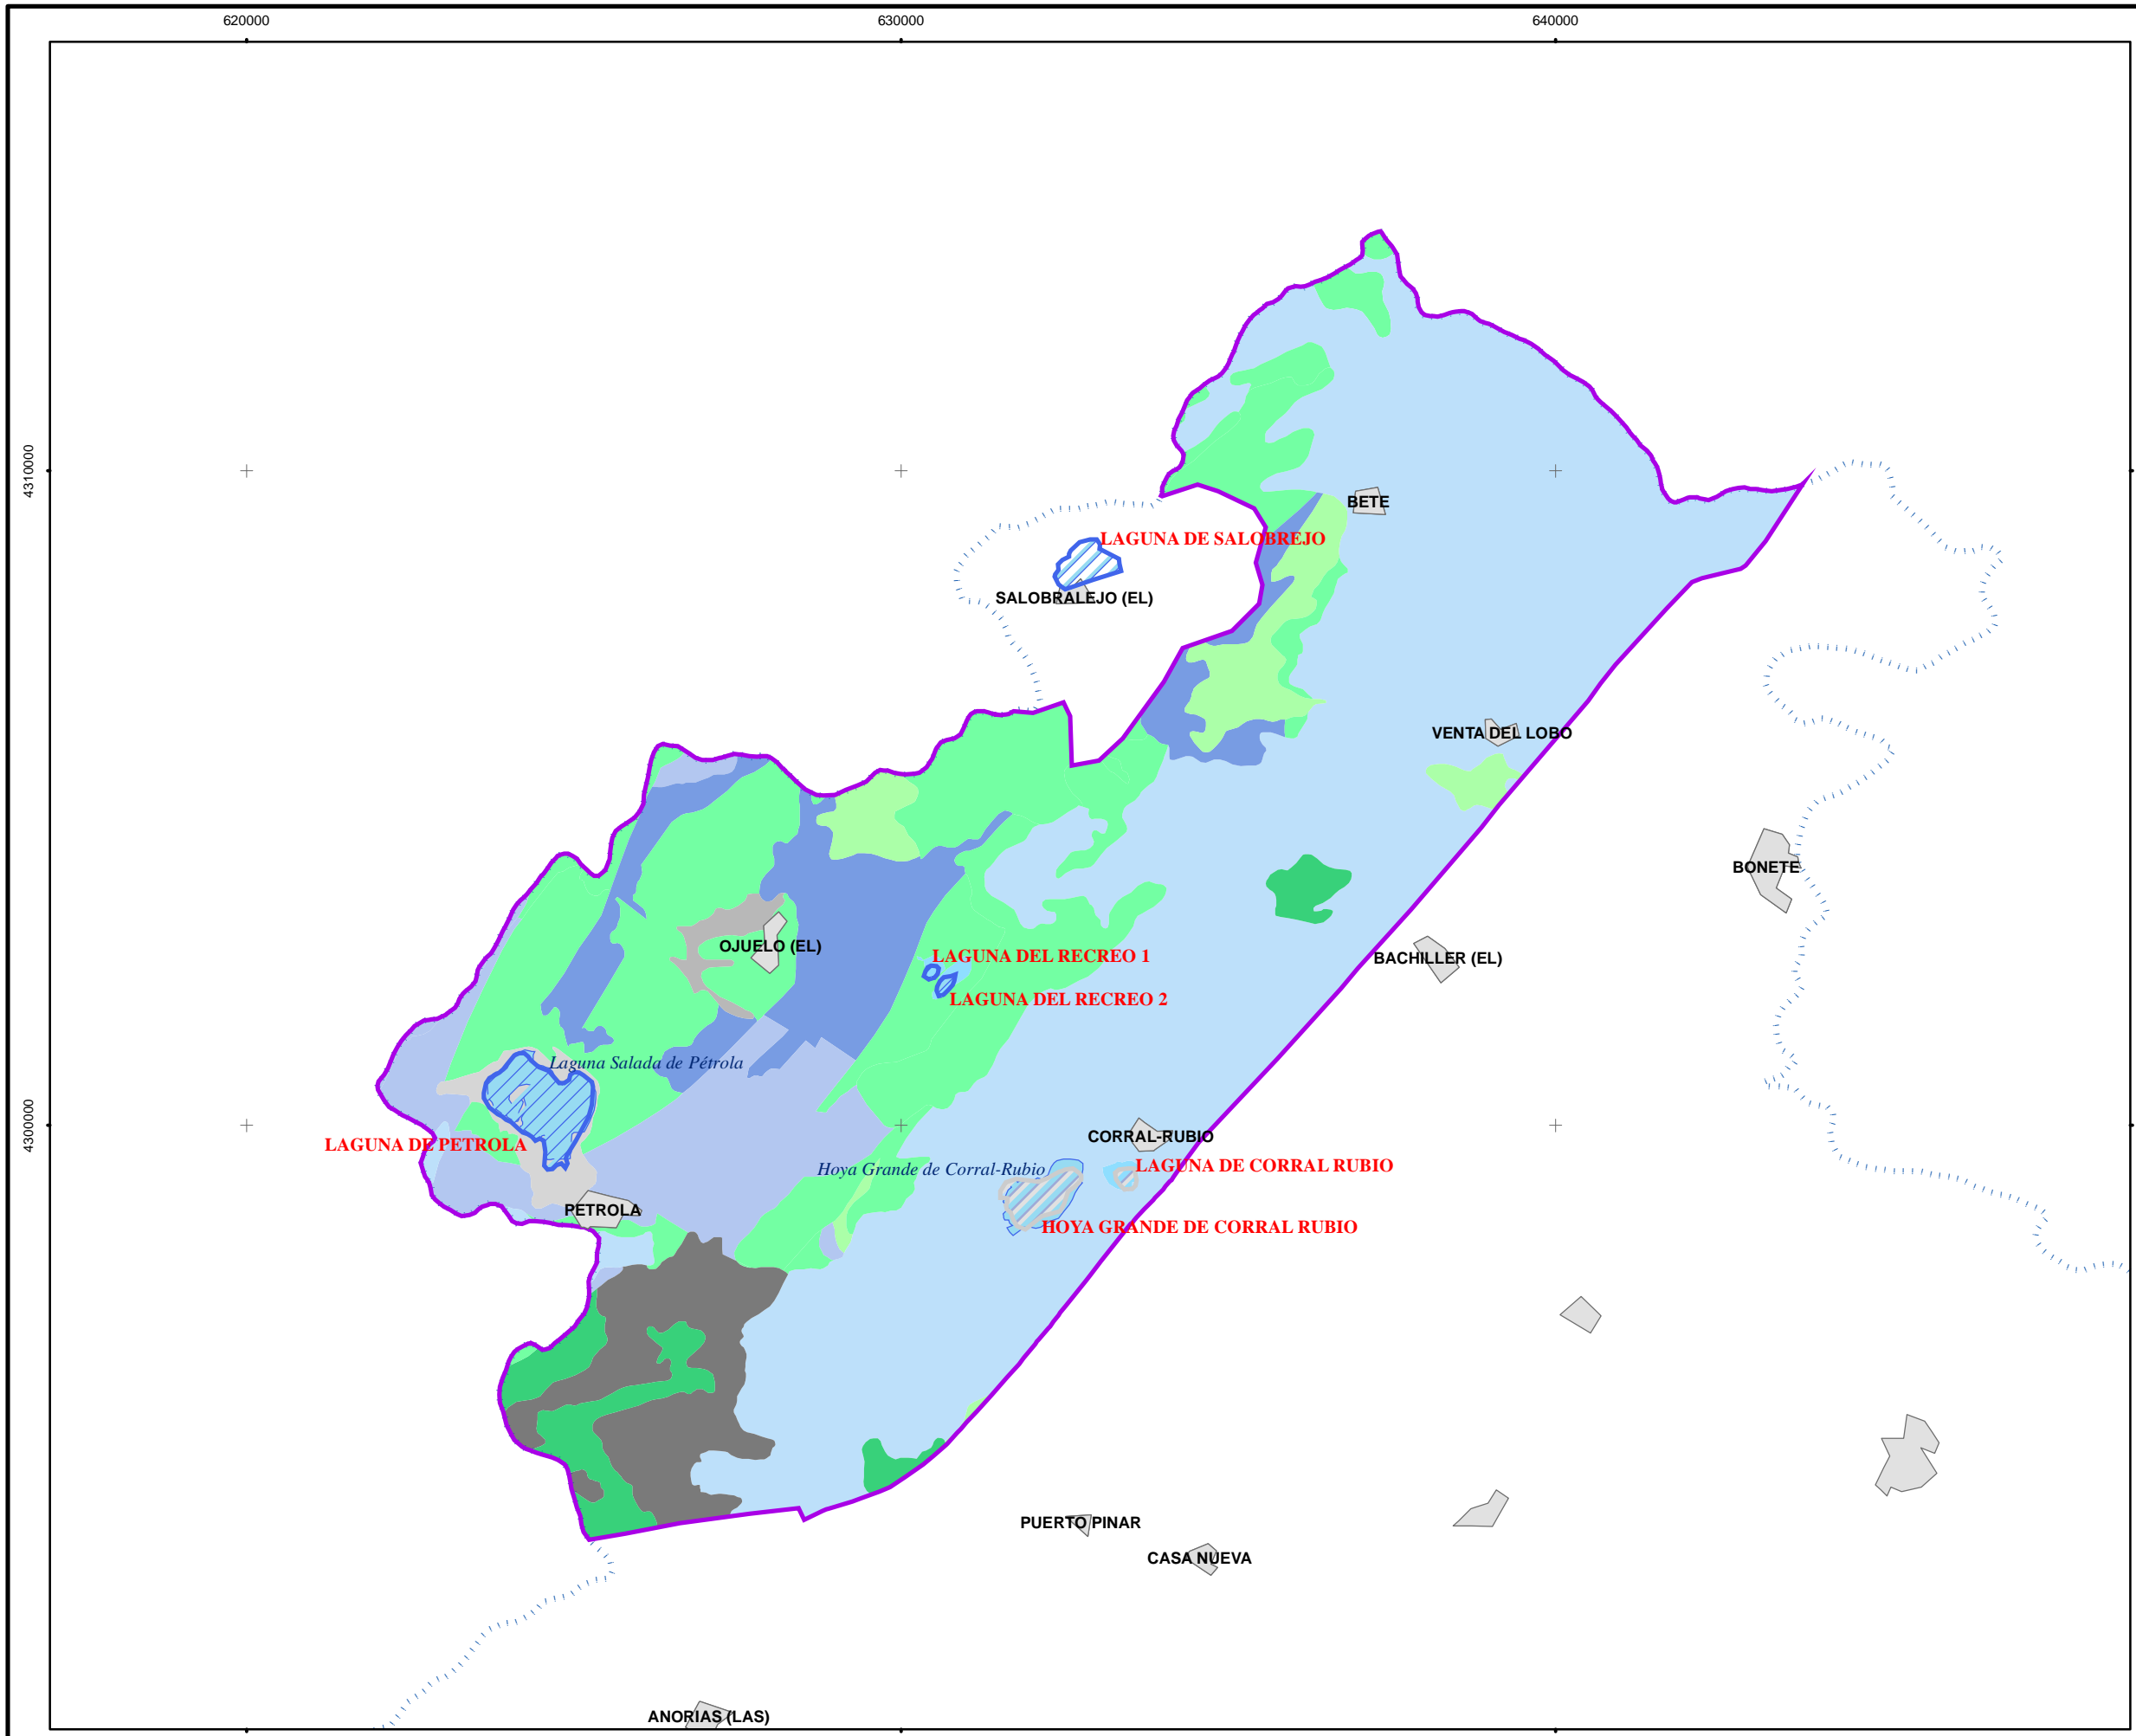 620000
630000
640000
4310000
BETE
LAGUNA DE SALOBREJO
SALOBRALEJO (EL)
VENTA DEL LOBO
BONETE
OJUELO (EL)
LAGUNA DEL RECREO 1
BACHILLER (EL)
LAGUNA DEL RECREO 2
Laguna Salada de Pétrola
4300000
CORRAL-RUBIO
LAGUNA DE PETROLA
Hoya Grande de Corral-Rubio
LAGUNA DE CORRAL RUBIO
PETROLA
HOYA GRANDE DE CORRAL RUBIO
PUERTO PINAR
CASA NUEVA
ANORIAS (LAS)